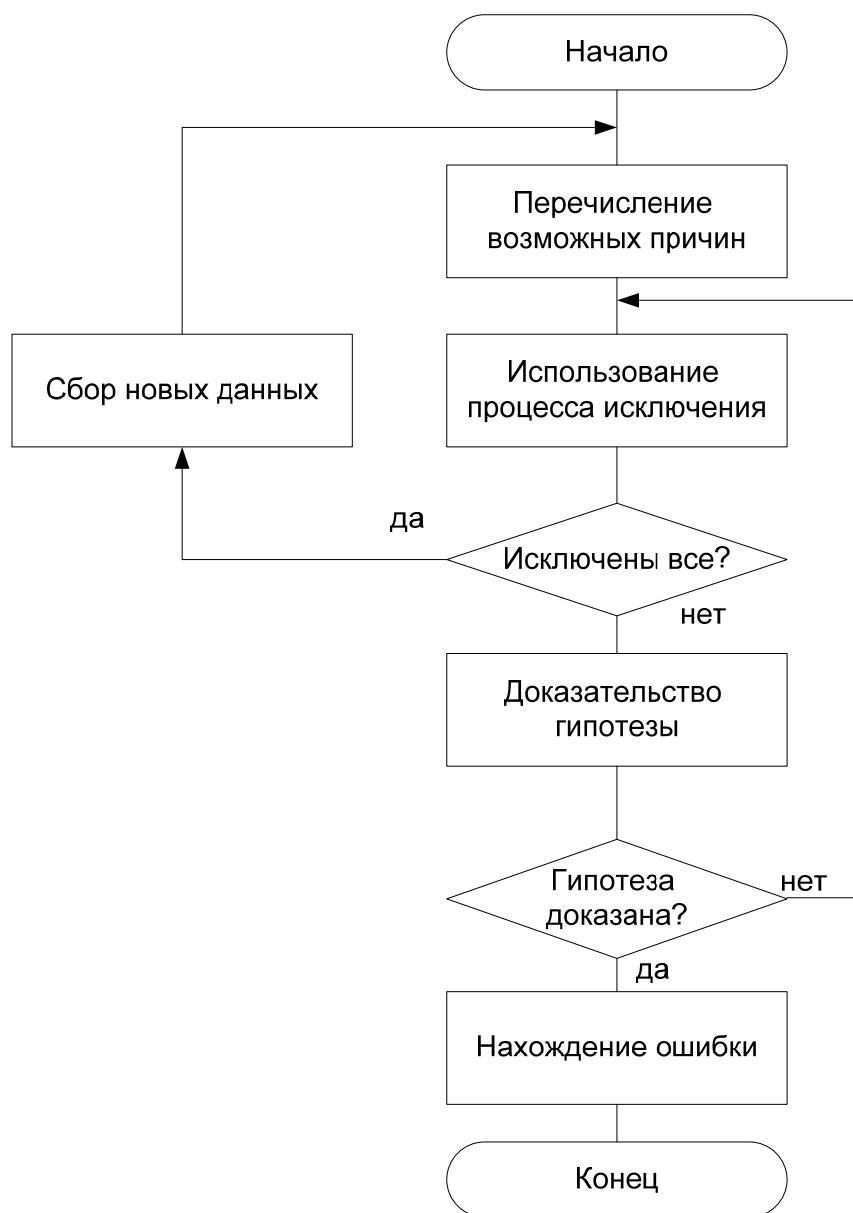 Начало
Перечисление
возможных причин
Сбор новых данных
Использование
процесса исключения
да
Исключены все?
нет
Доказательство
гипотезы
Гипотеза
доказана?
нет
да
Нахождение ошибки
Конец